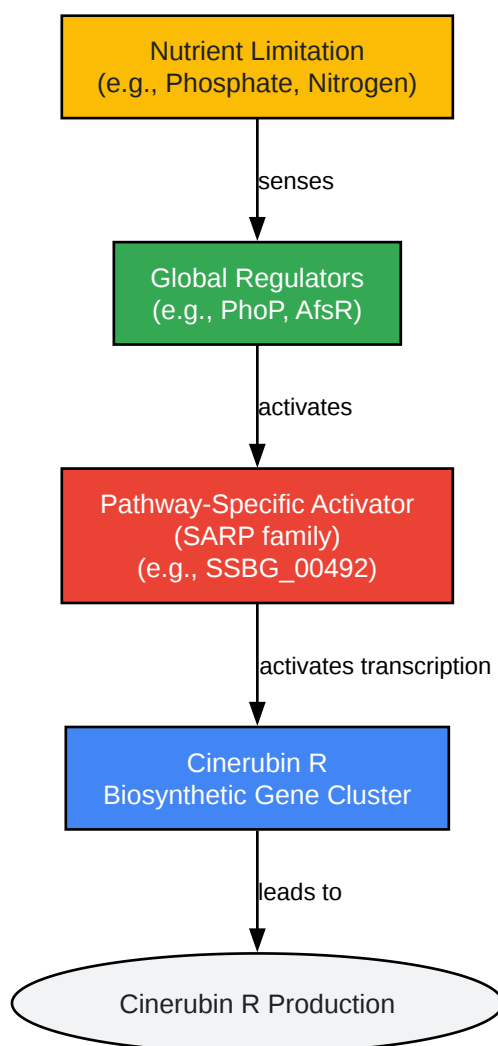 Nutrient Limitation
(e.g., Phosphate, Nitrogen)
senses
Global Regulators
(e.g., PhoP, AfsR)
activates
Pathway-Specific Activator
(SARP family)
(e.g., SSBG_00492)
activates transcription
Cinerubin R
Biosynthetic Gene Cluster
leads to
Cinerubin R Production